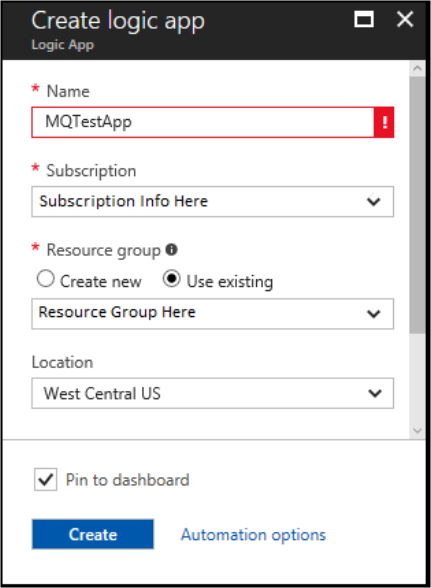 Create logic app
Logic App
* Name
MQTestApp !
* Subscription
Subscription Info Here
* Resource group i
Create new Use existing
Resource Group Here
Location
West Central US
Pin to dashboard
Create Automation options